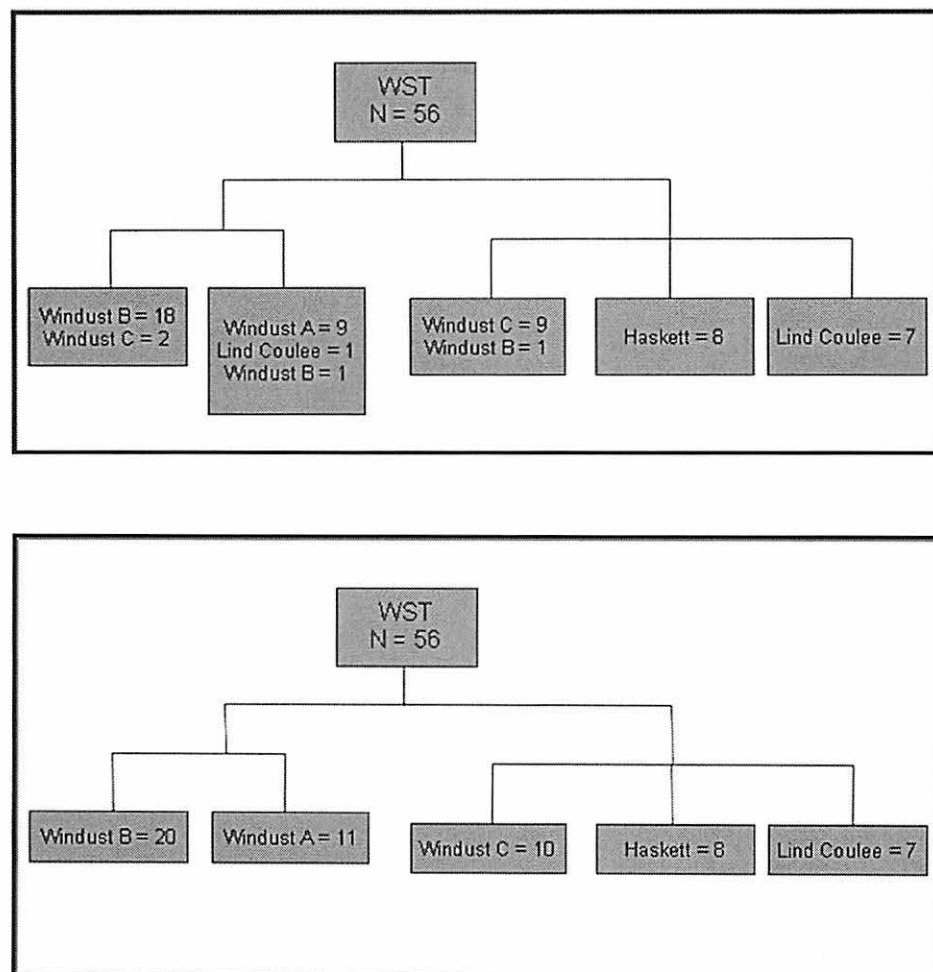 WST
N = 56
Windust B = 18
Windust C = 2
Windust A = 9
Lind Coulee = 1
Windust B = 1
Windust C = 9
Windust B = 1
Haskett = 8
Lind Coulee = 7
WST
N = 56
Windust B = 20
Windust A = 11
Windust C = 10
Haskett = 8
Lind Coulee = 7